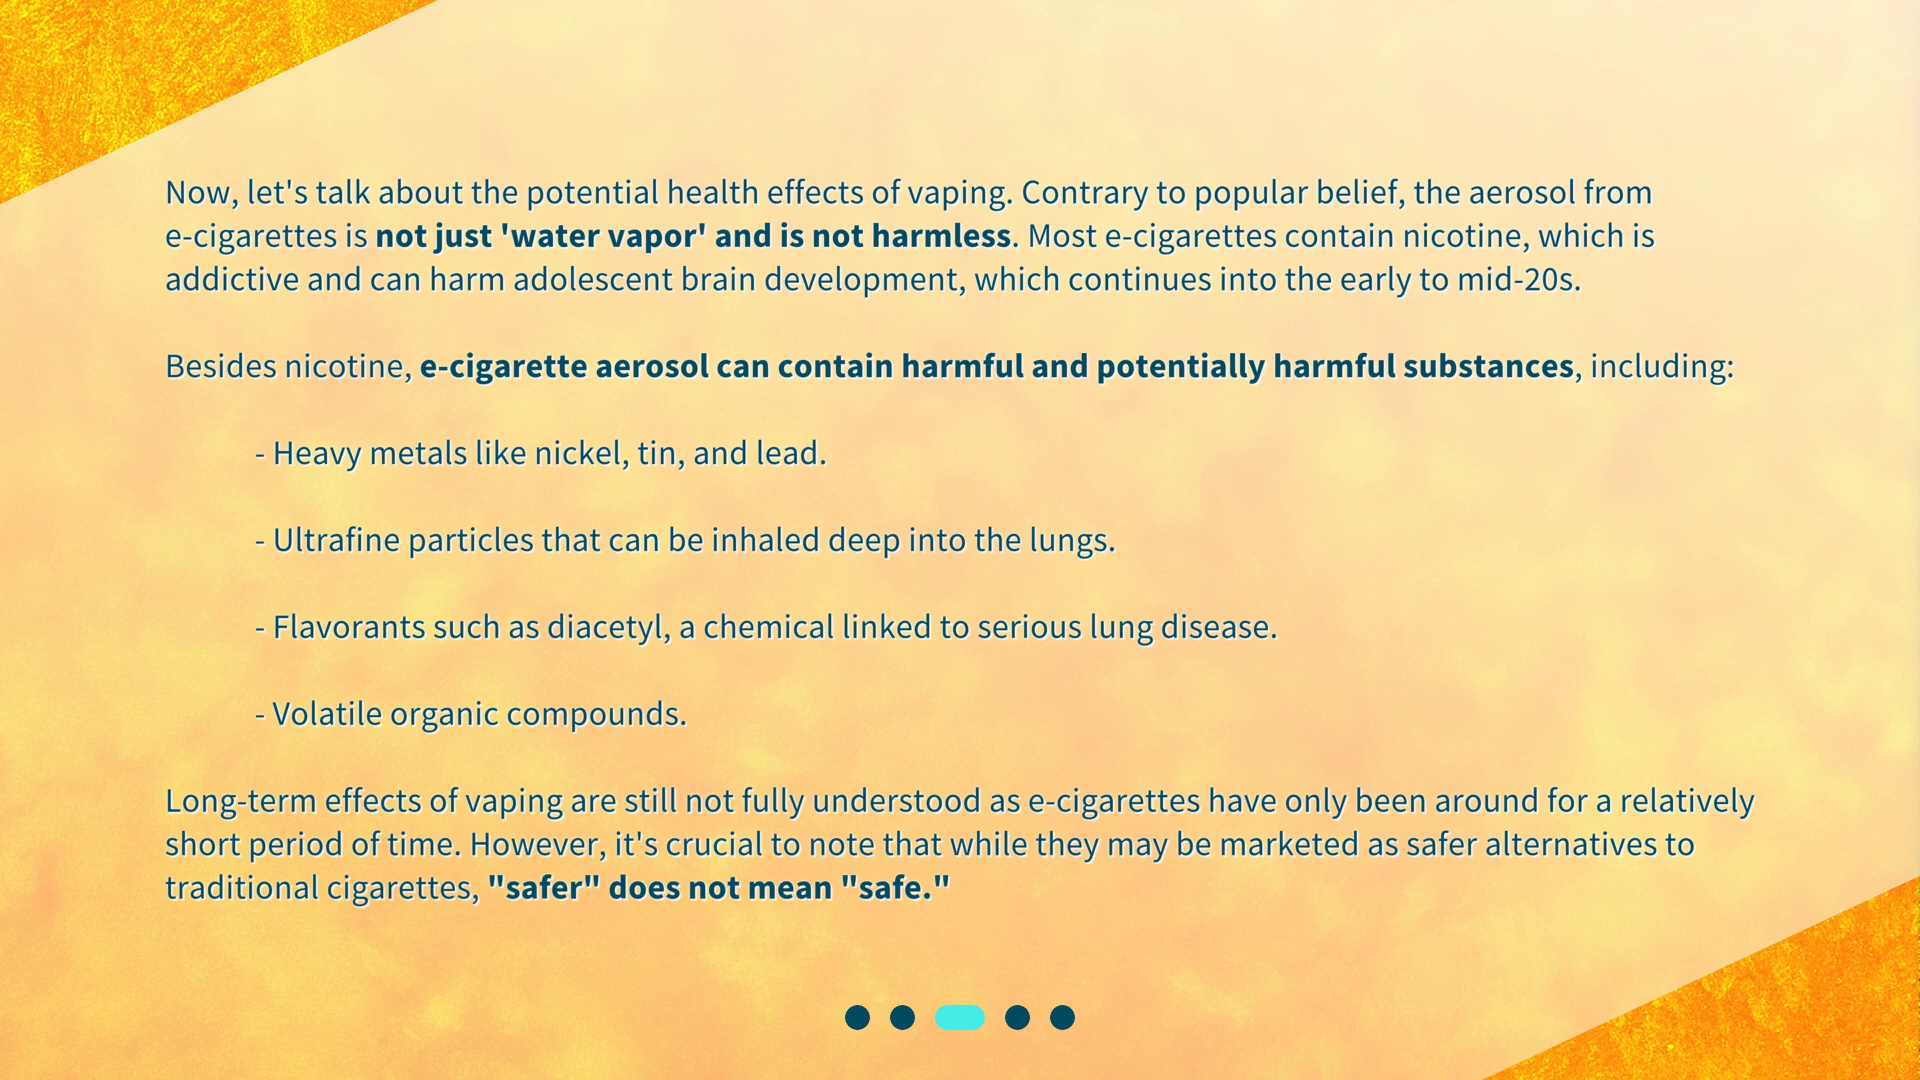 Now, let's talk about the potential health effects of vaping. Contrary to popular belief, the aerosol from
e-cigarettes is not just 'water vapor' and is not harmless. Most e-cigarettes contain nicotine, which is
addictive and can harm adolescent brain development, which continues into the early to mid-20s.
Besides nicotine, e-cigarette aerosol can contain harmful and potentially harmful substances, including:
- Heavy metals like nickel, tin, and lead.
- Ultrafine particles that can be inhaled deep into the lungs.
- Flavorants such as diacetyl, a chemical linked to serious lung disease.
- Volatile organic compounds.
Long-term effects of vaping are still not fully understood as e-cigarettes have only been around for a relatively
short period of time. However, it's crucial to note that while they may be marketed as safer alternatives to
traditional cigarettes, "safer" does not mean "safe."